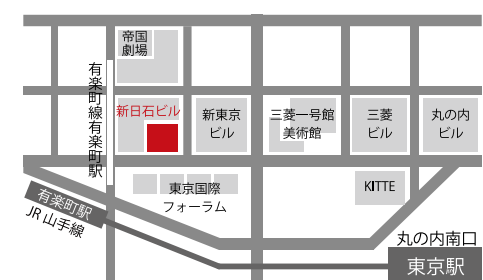 帝国
劇場
有楽町線有楽町駅
新日石ビル
新東京
ビル
三菱一号館
美術館
三菱
ビル
丸の内
ビル
東京国際
フォーラム
KITTE
有楽町駅
JR山手線
丸の内南口
東京駅